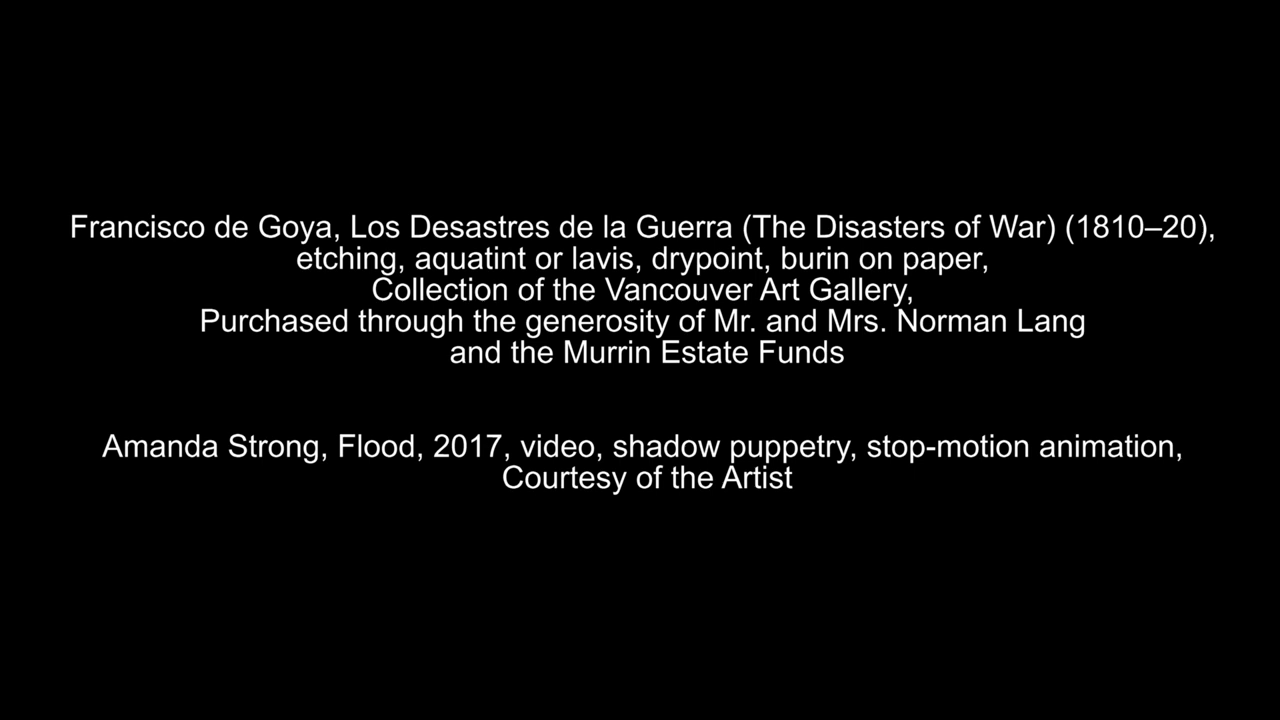 Francisco de Goya, Los Desastres de la Guerra (The Disasters of War) (1810–20),
etching, aquatint or lavis, drypoint, burin on paper,
Collection of the Vancouver Art Gallery,
Purchased through the generosity of Mr. and Mrs. Norman Lang
and the Murrin Estate Funds
Amanda Strong, Flood, 2017, video, shadow puppetry, stop-motion animation,
Courtesy of the Artist